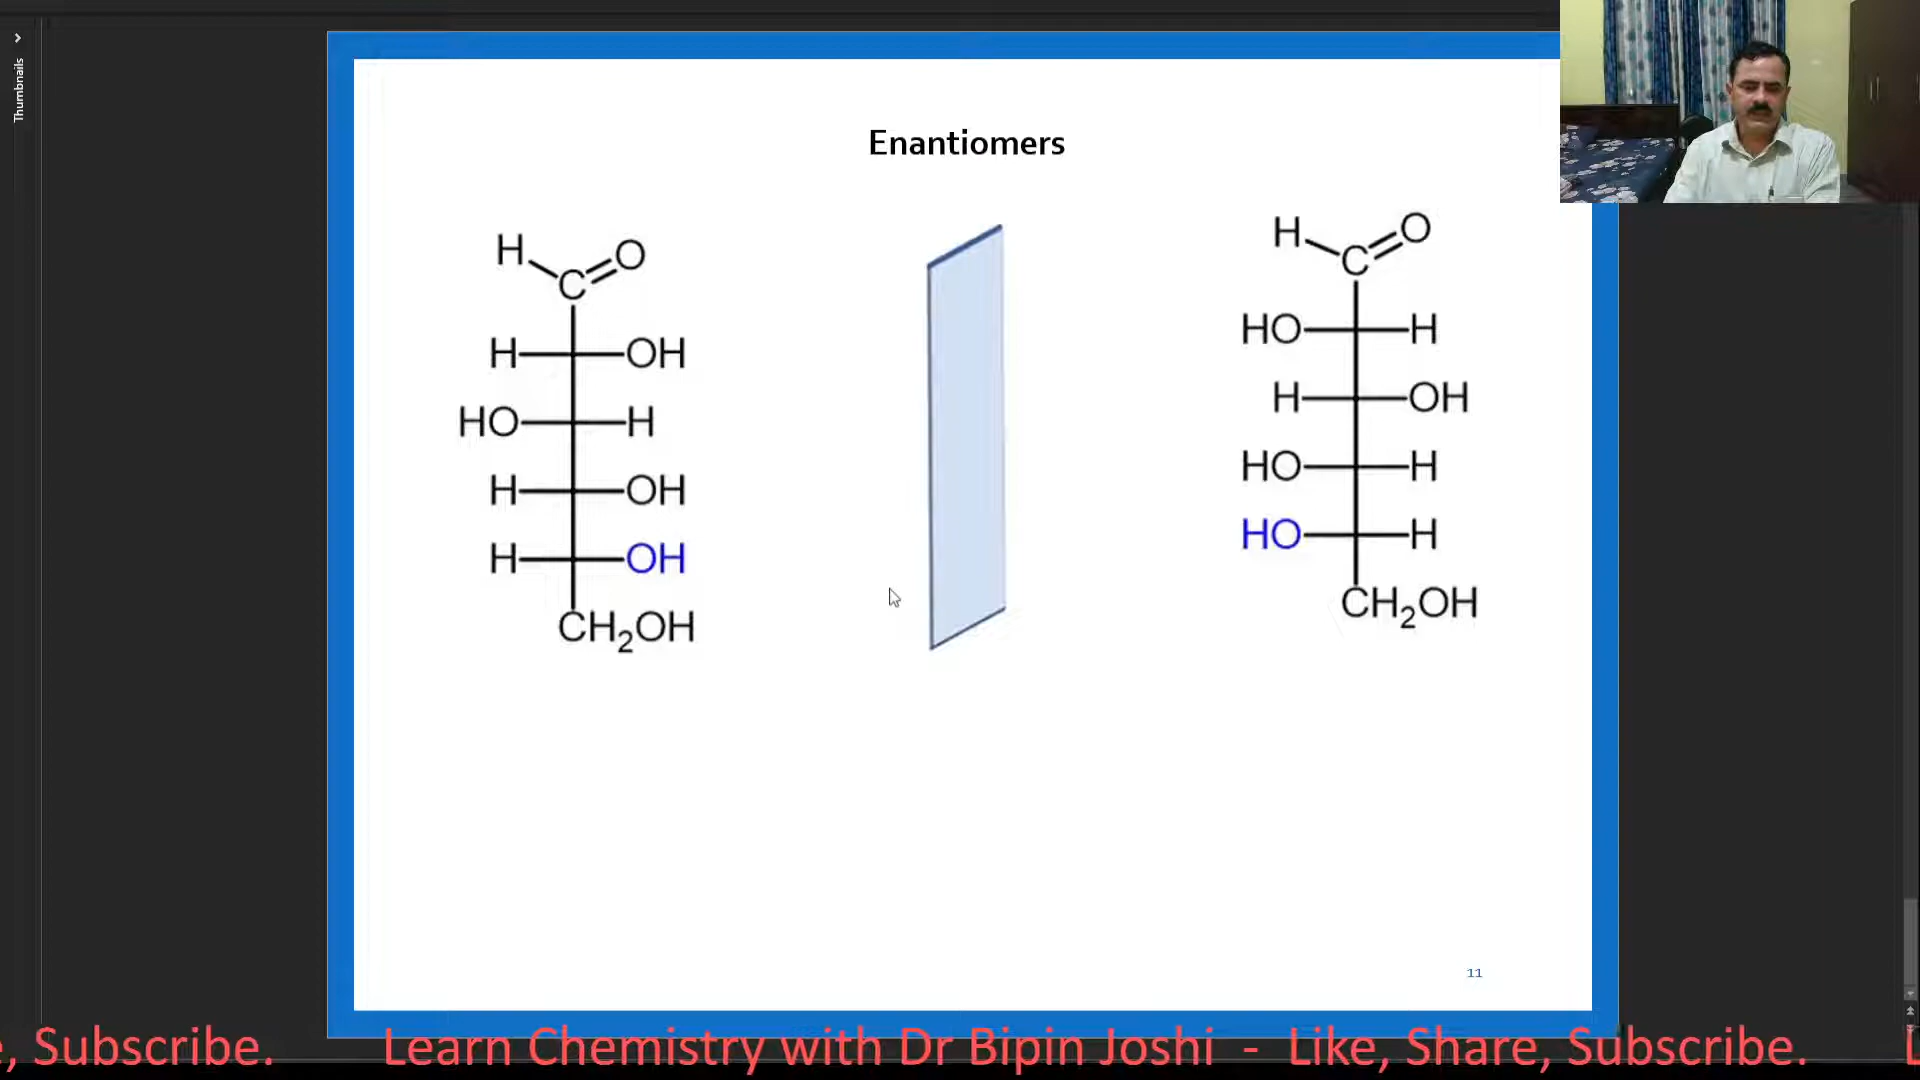 Thumbnails
Enantiomers
H
O
C
H
OH
HO
H
H
OH
H
OH
CH2OH
H
O
C
HO
H
H
OH
HO
H
HO
H
CH2OH
11
, Subscribe. Learn Chemistry with Dr Bipin Joshi - Like, Share, Subscribe.